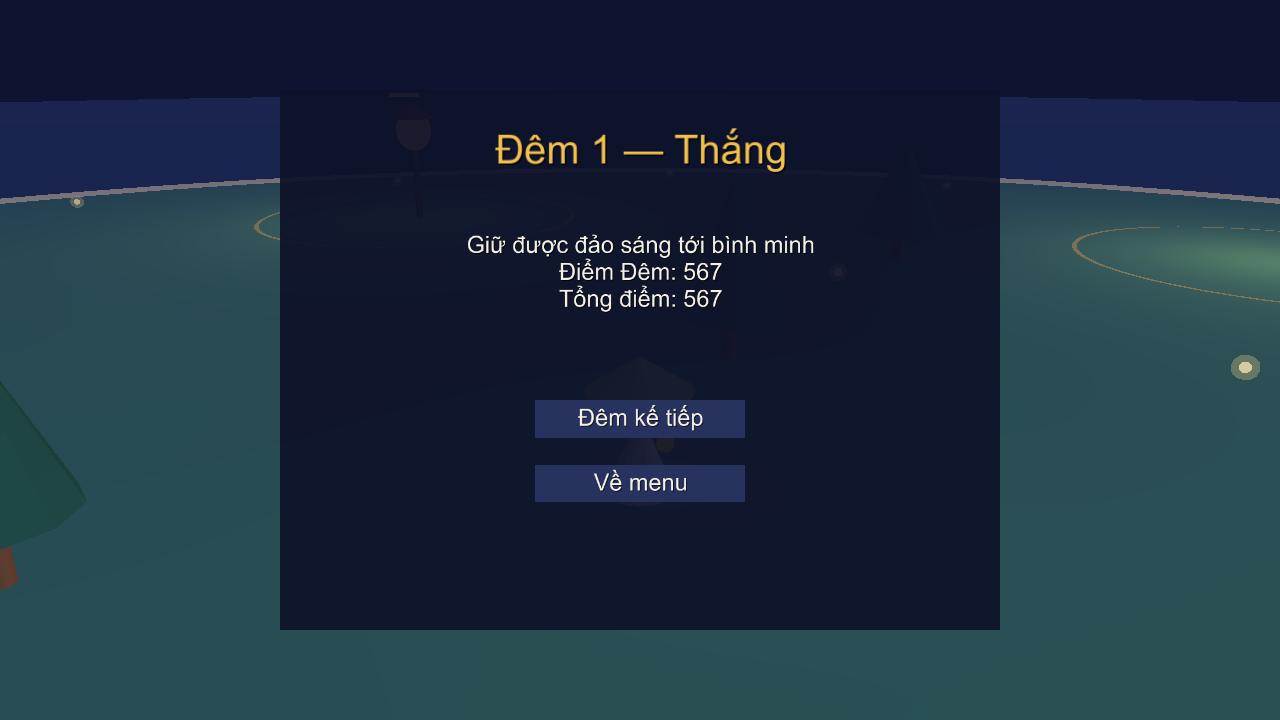 Đêm 1 — Thắng
Giữ được đảo sáng tới bình minh
Điểm Đêm: 567
Tổng điểm: 567
Đêm kế tiếp
Về menu